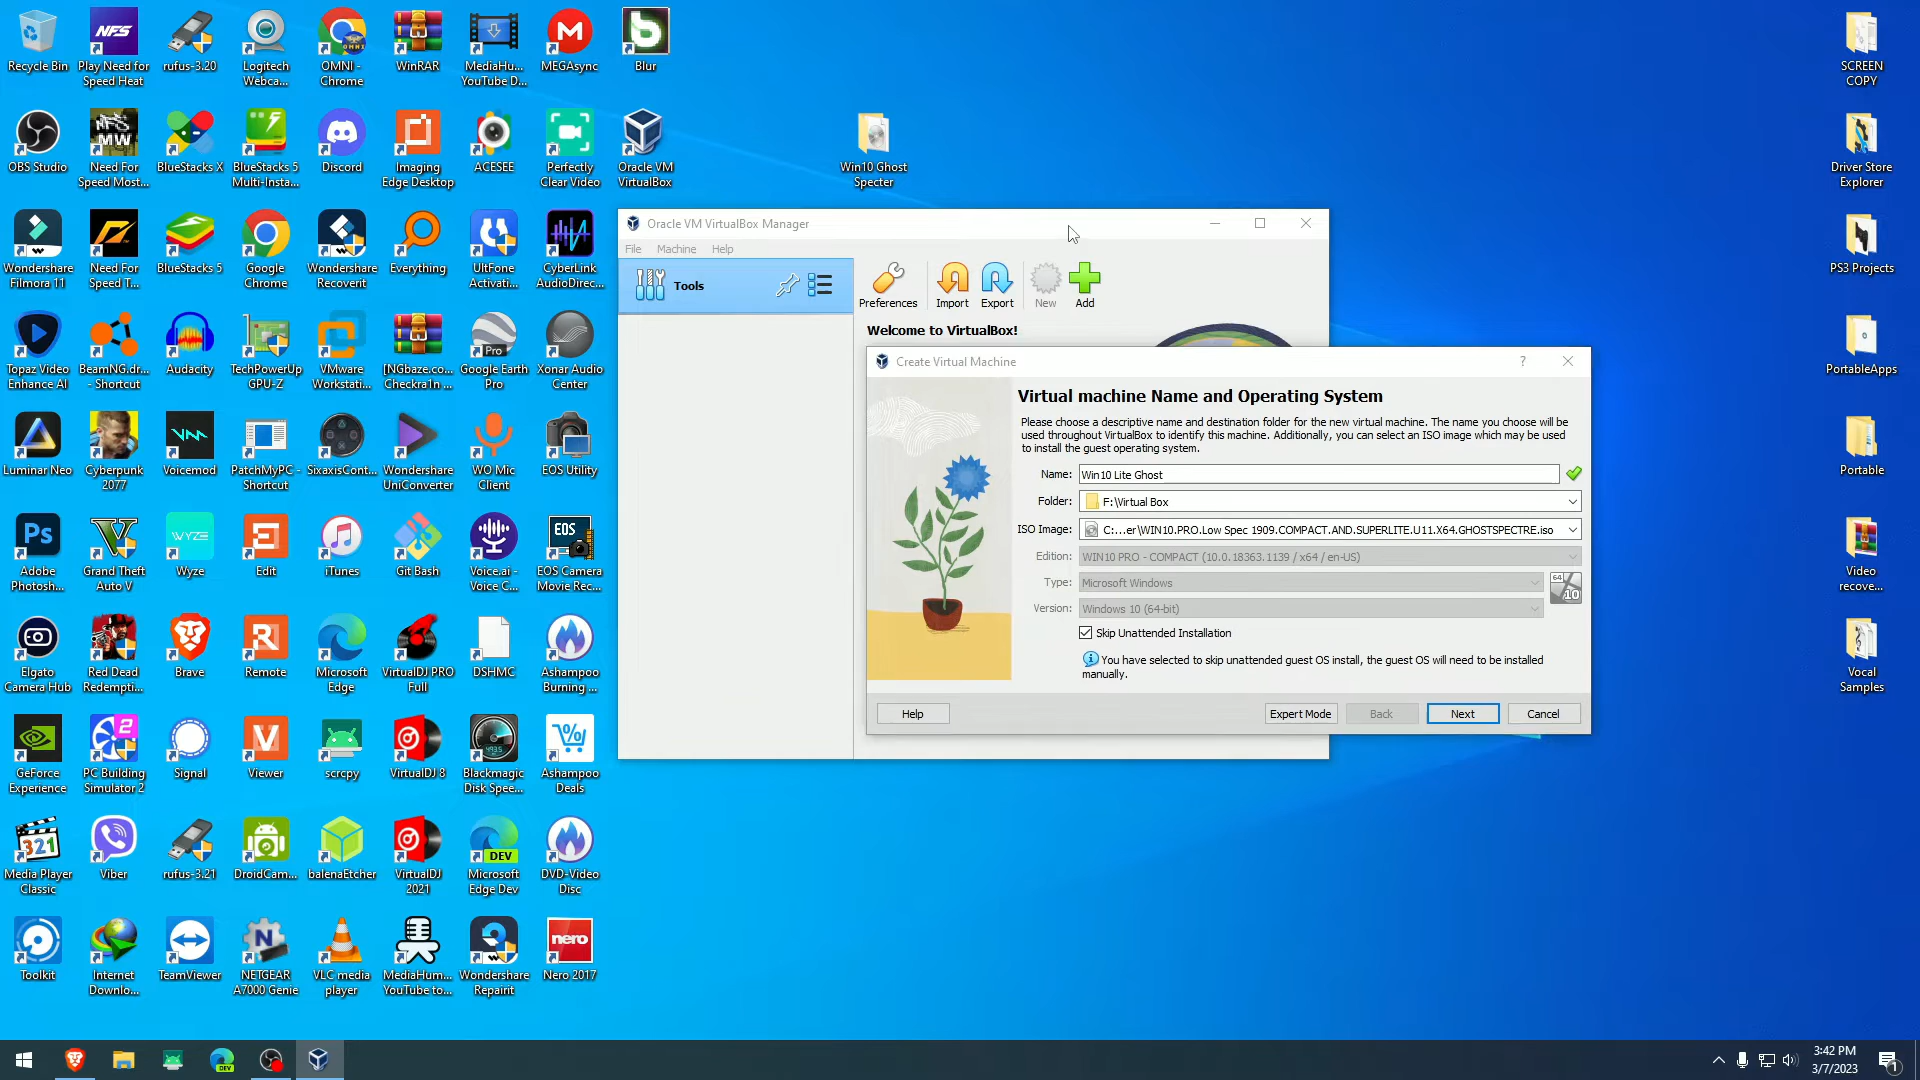 Recycle Bin
Play Need for
Speed Heat
rufus-3.20
Logitech
Webca...
OMNI -
Chrome
WinRAR
MediaHu...
YouTube D...
MEGAsync
Blur
SCREEN
COPY
OBS Studio
Need For
Speed Most...
BlueStacks X
BlueStacks 5
Multi-Insta...
Discord
Imaging
Edge Desktop
ACESEE
Perfectly
Clear Video
Oracle VM
VirtualBox
Win10 Ghost
Specter
Driver Store
Explorer
Wondershare
Filmora 11
Need For
Speed T...
BlueStacks 5
Google
Chrome
Wondershare
Recoverit
Everything
UltFone
Activati...
CyberLink
AudioDirec...
PS3 Projects
Topaz Video
Enhance AI
BeamNG.dr...
- Shortcut
Audacity
TechPowerUp
GPU-Z
VMware
Workstati...
[NGbaze.co...
Checkra1n ...
Google Earth
Pro
Xonar Audio
Center
PortableApps
Luminar Neo
Cyberpunk
2077
Voicemod
PatchMyPC -
Shortcut
SixaxisCont...
Wondershare
UniConverter
WO Mic
Client
EOS Utility
Portable
Adobe
Photosh...
Grand Theft
Auto V
Wyze
Edit
iTunes
Git Bash
Voice.ai -
Voice C...
EOS Camera
Movie Rec...
Video
recove...
Elgato
Camera Hub
Red Dead
Redempti...
Brave
Remote
Microsoft
Edge
VirtualDJ PRO
Full
DSHMC
Ashampoo
Burning ...
Vocal
Samples
GeForce
Experience
PC Building
Simulator 2
Signal
Viewer
scrcpy
VirtualDJ 8
Blackmagic
Disk Spee...
Ashampoo
Deals
Media Player
Classic
Viber
rufus-3.21
DroidCam...
balenaEtcher
VirtualDJ
2021
Microsoft
Edge Dev
DVD-Video
Disc
Toolkit
Internet
Downlo...
TeamViewer
NETGEAR
A7000 Genie
VLC media
player
MediaHum...
YouTube to...
Wondershare
Repairit
Nero 2017
Oracle VM VirtualBox Manager
File Machine Help
Tools
Preferences Import Export New Add
Welcome to VirtualBox!
Create Virtual Machine
Virtual machine Name and Operating System
Please choose a descriptive name and destination folder for the new virtual machine. The name you choose will be
used throughout VirtualBox to identify this machine. Additionally, you can select an ISO image which may be used
to install the guest operating system.
Name: Win10 Lite Ghost
Folder: F:\Virtual Box
ISO Image: C:...er\WIN10.PRO.Low Spec 1909.COMPACT.AND.SUPERLITE.U11.X64.GHOSTSPECTRE.iso
Edition: WIN10 PRO - COMPACT (10.0.18363.1139 / x64 / en-US)
Type: Microsoft Windows
Version: Windows 10 (64-bit)
64
10
Skip Unattended Installation
You have selected to skip unattended guest OS install, the guest OS will need to be installed
manually.
Help Expert Mode Back Next Cancel
3:42 PM
3/7/2023
1